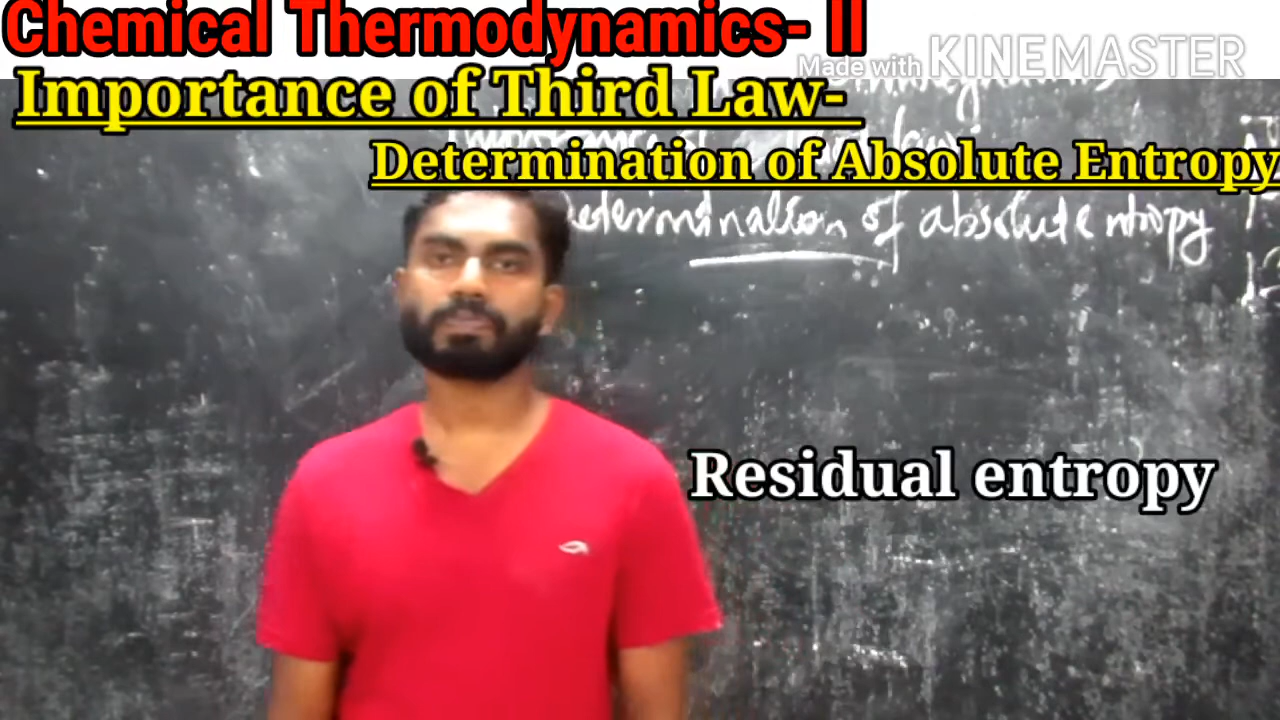 Chemical Thermodynamics- II
Made with KINEMASTER
Importance of Third Law-
Determination of Absolute Entropy
Determination of absolute ntropy
Residual entropy